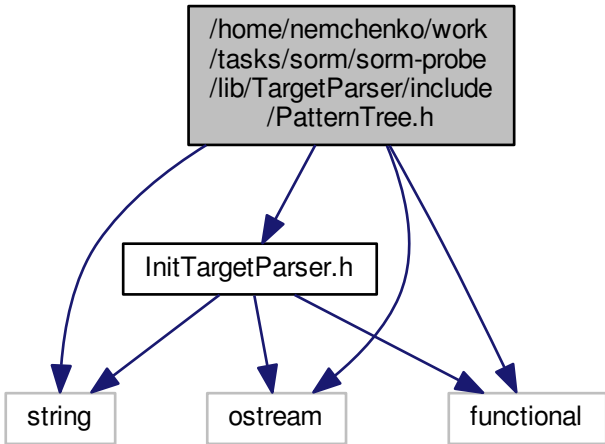 /home/nemchenko/work
/tasks/sorm/sorm-probe
/lib/TargetParser/include
/PatternTree.h
InitTargetParser.h
string
ostream
functional